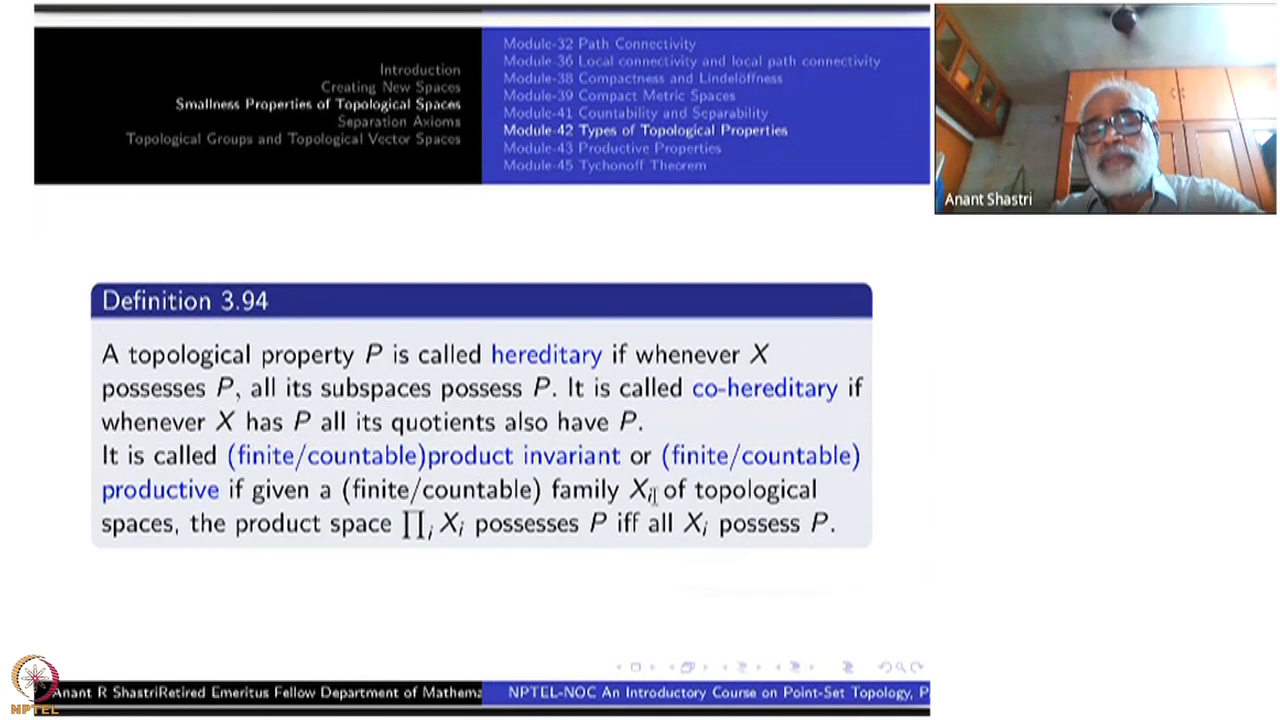 Introduction
Creating New Spaces
Smallness Properties of Topological Spaces
Separation Axioms
Topological Groups and Topological Vector Spaces
Module-32 Path Connectivity
Module-36 Local connectivity and local path connectivity
Module-38 Compactness and Lindelöffness
Module-39 Compact Metric Spaces
Module-41 Countability and Separability
Module-42 Types of Topological Properties
Module-43 Productive Properties
Module-45 Tychonoff Theorem
Anant Shastri
Definition 3.94
A topological property P is called hereditary if whenever X
possesses P, all its subspaces possess P. It is called co-hereditary if
whenever X has P all its quotients also have P.
It is called (finite/countable)product invariant or (finite/countable)
productive if given a (finite/countable) family Xi of topological
spaces, the product space ∏i Xi possesses P iff all Xi possess P.
Anant R ShastriRetired Emeritus Fellow Department of Mathema
NPTEL-NOC An Introductory Course on Point-Set Topology, P
NPTEL